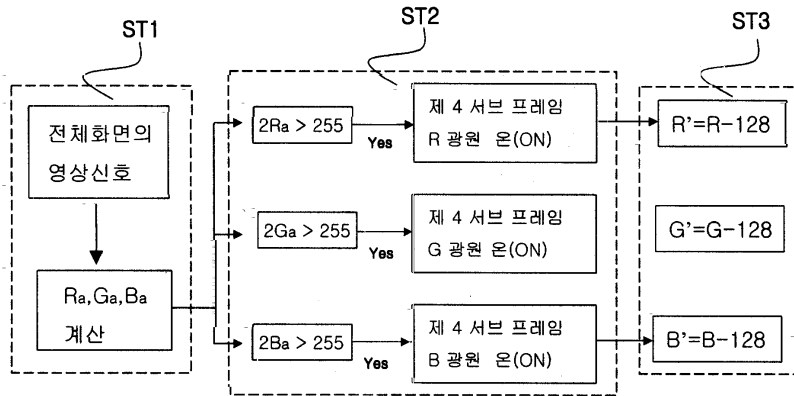 ST1
ST2
ST3
전체화면의
영상신호
Ra,Ga,Ba
계산
2Ra > 255
Yes
제 4 서브 프레임
R 광원 온(ON)
R'=R-128
2Ga > 255
Yes
제 4 서브 프레임
G 광원 온(ON)
G'=G-128
2Ba > 255
Yes
제 4 서브 프레임
B 광원 온(ON)
B'=B-128